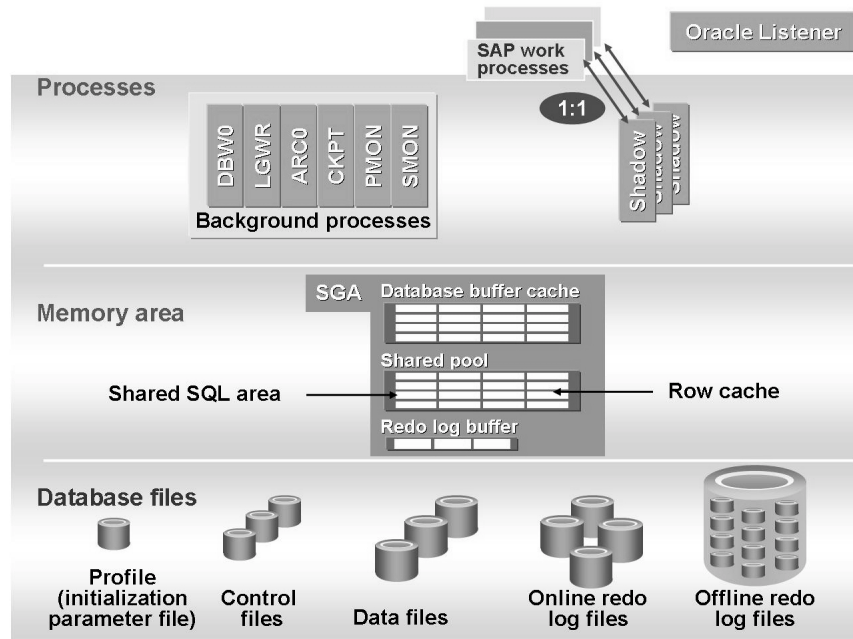 SAP work
processes
Oracle Listener
Processes
1:1
DBW0
LGWR
ARC0
CKPT
PMON
SMON
Background processes
Shadow
Shadow
Shadow
Memory area
SGA
Database buffer cache
Shared pool
Shared SQL area
Row cache
Redo log buffer
Database files
Profile
(initialization
parameter file)
Control
files
Data files
Online redo
log files
Offline redo
log files